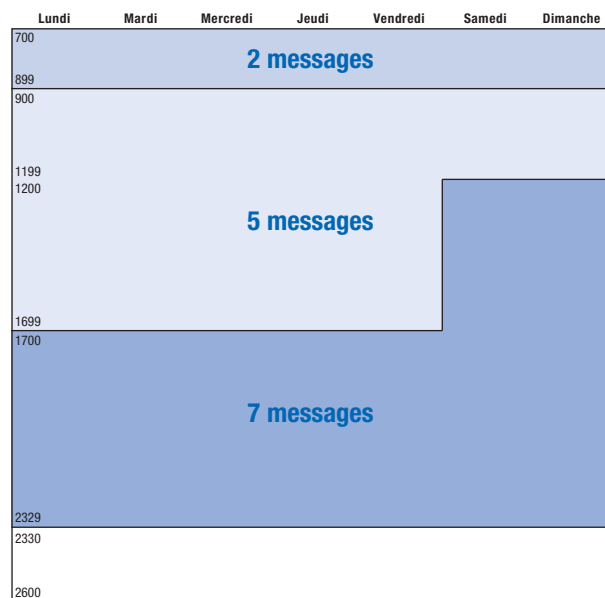 Lundi Mardi Mercredi Jeudi Vendredi Samedi Dimanche
700
2 messages
899
900
1199
1200
5 messages
1699
1700
7 messages
2329
2330
2600